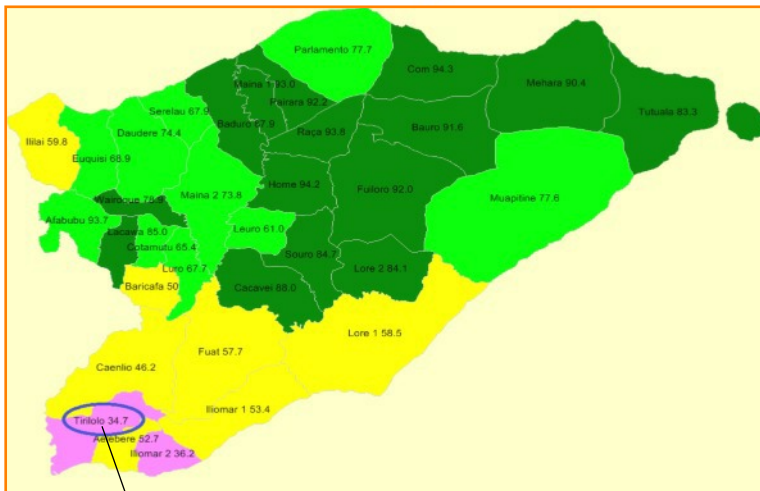 Parlamento 77.7
Com 94.3
Mehara 90.4
Maina 1 93.0
Pairara 92.2
Tutuala 83.3
Serelau 67.9
Baduro 67.9
Daudere 74.4
Raça 93.8
Bauro 91.6
Ililai 59.8
Euquisi 68.9
Home 94.2
Fuiloro 92.0
Maina 2 73.8
Muapitine 77.6
Wairoque 78.9
Afabubu 93.7
Lacawa 85.0
Leuro 61.0
Cotamutu 65.4
Souro 84.7
Luro 67.7
Lore 2 84.1
Baricafa 50
Cacavei 88.0
Lore 1 58.5
Fuat 57.7
Caenlio 46.2
Iliomar 1 53.4
Tirilolo 34.7
Aelebere 52.7
Iliomar 2 36.2